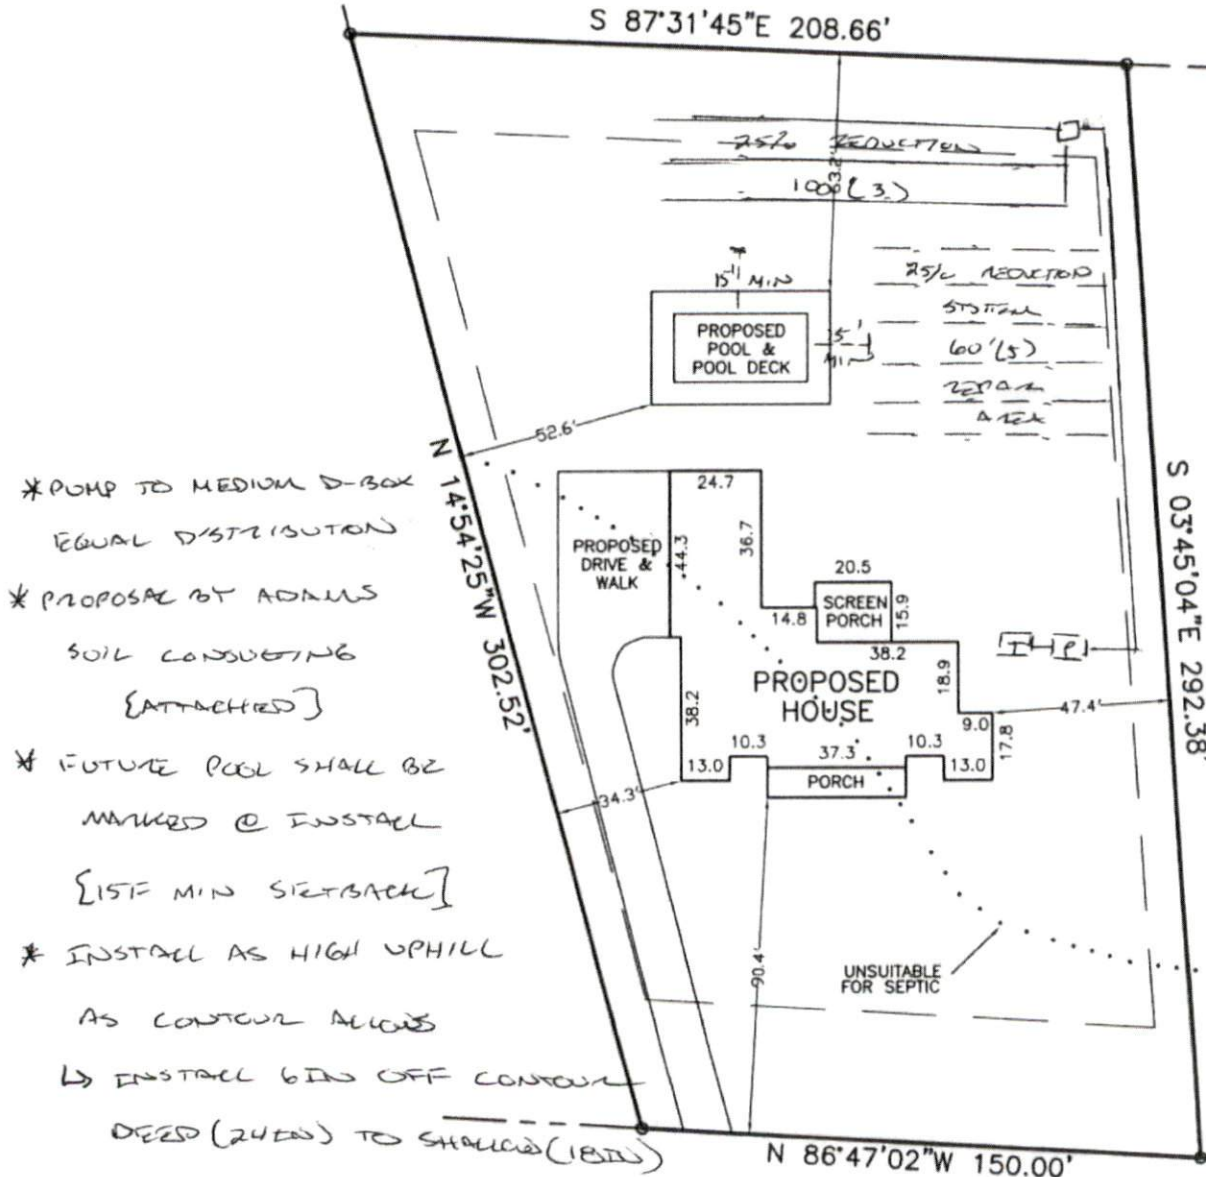 S 87°31'45"E 208.66'
25% REDUCTION
100'(3)
63.2'
15' MIN
25% REDUCTION
SYSTEM
60'(5)
REPAIR
AREA
PROPOSED
POOL &
POOL DECK
15'
MIN
52.6'
N 14°54'25"W 302.52'
S 03°45'04"E 292.38'
* PUMP TO MEDIUM D-BOX
EQUAL DISTRIBUTION
* PROPOSAL BY ADAMS
SOIL CONSULTING
[ATTACHED]
* FUTURE POOL SHALL BE
MARKED @ INSTALL
[15F MIN SETBACK]
* INSTALL AS HIGH UPHILL
AS CONTOUR ALLOWS
↳ INSTALL 6IN OFF CONTOUR
DEEP (24IN) TO SHALLOW (18IN)
24.7
PROPOSED
DRIVE &
WALK
44.3
36.7
20.5
SCREEN
PORCH
15.9
14.8
38.2
I P
18.9
PROPOSED
HOUSE
38.2
9.0
47.4'
17.8
10.3
37.3
10.3
13.0
PORCH
13.0
34.3'
90.4'
UNSUITABLE
FOR SEPTIC
N 86°47'02"W 150.00'